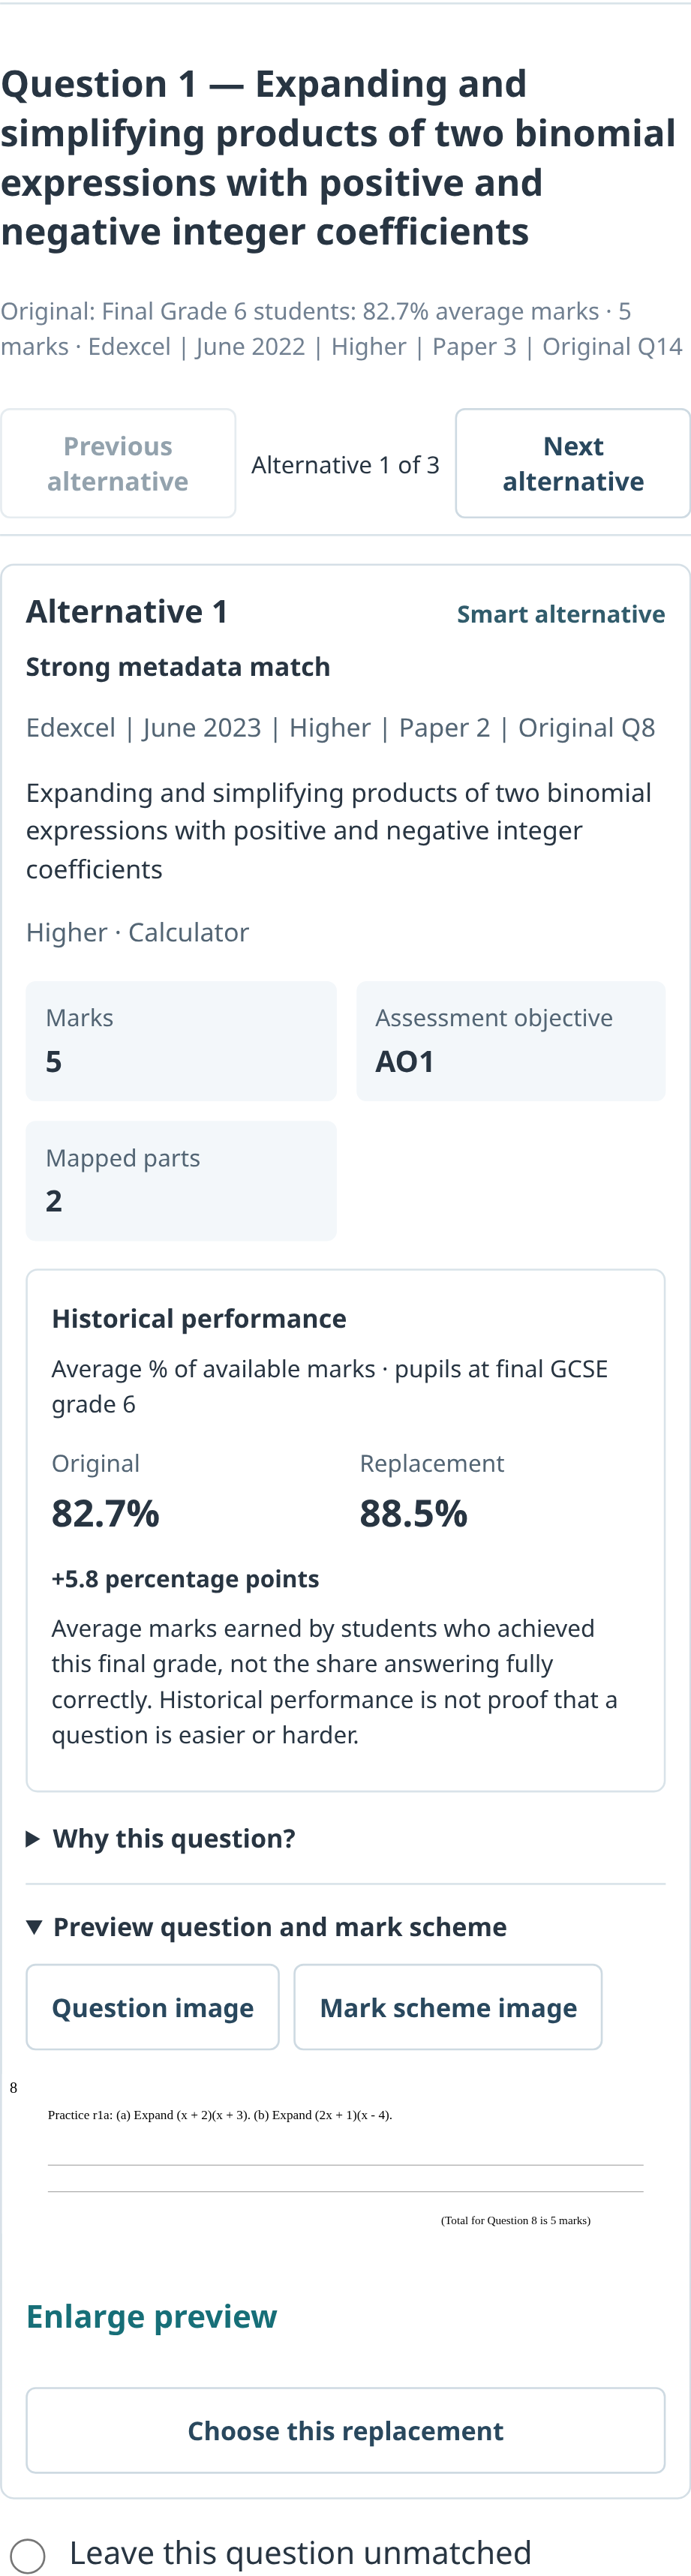 Question 1 — Expanding and
simplifying products of two binomial
expressions with positive and
negative integer coefficients
Original: Final Grade 6 students: 82.7% average marks · 5
marks · Edexcel | June 2022 | Higher | Paper 3 | Original Q14
Previous
alternative
Alternative 1 of 3
Next
alternative
Alternative 1
Smart alternative
Strong metadata match
Edexcel | June 2023 | Higher | Paper 2 | Original Q8
Expanding and simplifying products of two binomial
expressions with positive and negative integer
coefficients
Higher · Calculator
Marks
5
Assessment objective
AO1
Mapped parts
2
Historical performance
Average % of available marks · pupils at final GCSE
grade 6
Original
82.7%
Replacement
88.5%
+5.8 percentage points
Average marks earned by students who achieved
this final grade, not the share answering fully
correctly. Historical performance is not proof that a
question is easier or harder.
Why this question?
Preview question and mark scheme
Question image
Mark scheme image
8
Practice r1a: (a) Expand (x + 2)(x + 3). (b) Expand (2x + 1)(x - 4).
(Total for Question 8 is 5 marks)
Enlarge preview
Choose this replacement
Leave this question unmatched